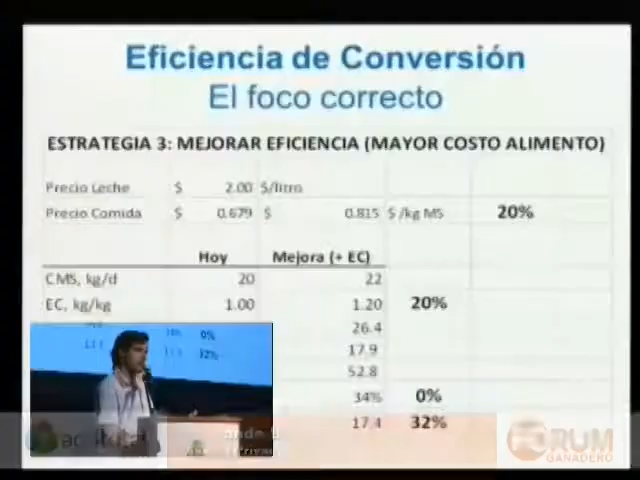 Eficiencia de Conversión
El foco correcto
ESTRATEGIA 3: MEJORAR EFICIENCIA (MAYOR COSTO ALIMENTO)
Precio Leche $ 2.00 $/litro
Precio Comida $ 0.679 $ 0.815 $/kg MS 20%
Hoy Mejora (+ EC)
CMS, kg/d 20 22
EC, kg/kg 1.00 1.20 20%
26.4
17.9
52.8
34% 0%
17.4 32%
0%
32%
FORUM
GANADERO